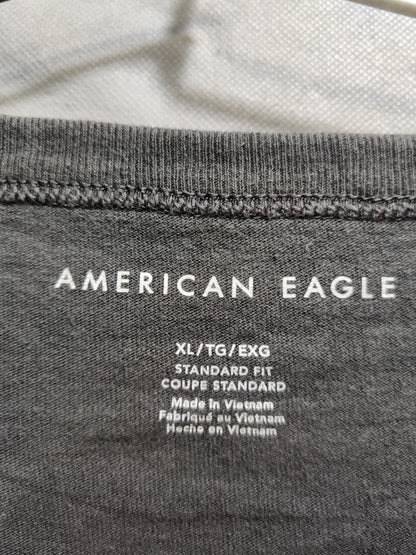 AMERICAN EAGLE
XL/TG/EXG
STANDARD FIT
COUPE STANDARD
Made in Vietnam
Fabriqué au Vietnam
Hecho en Vietnam